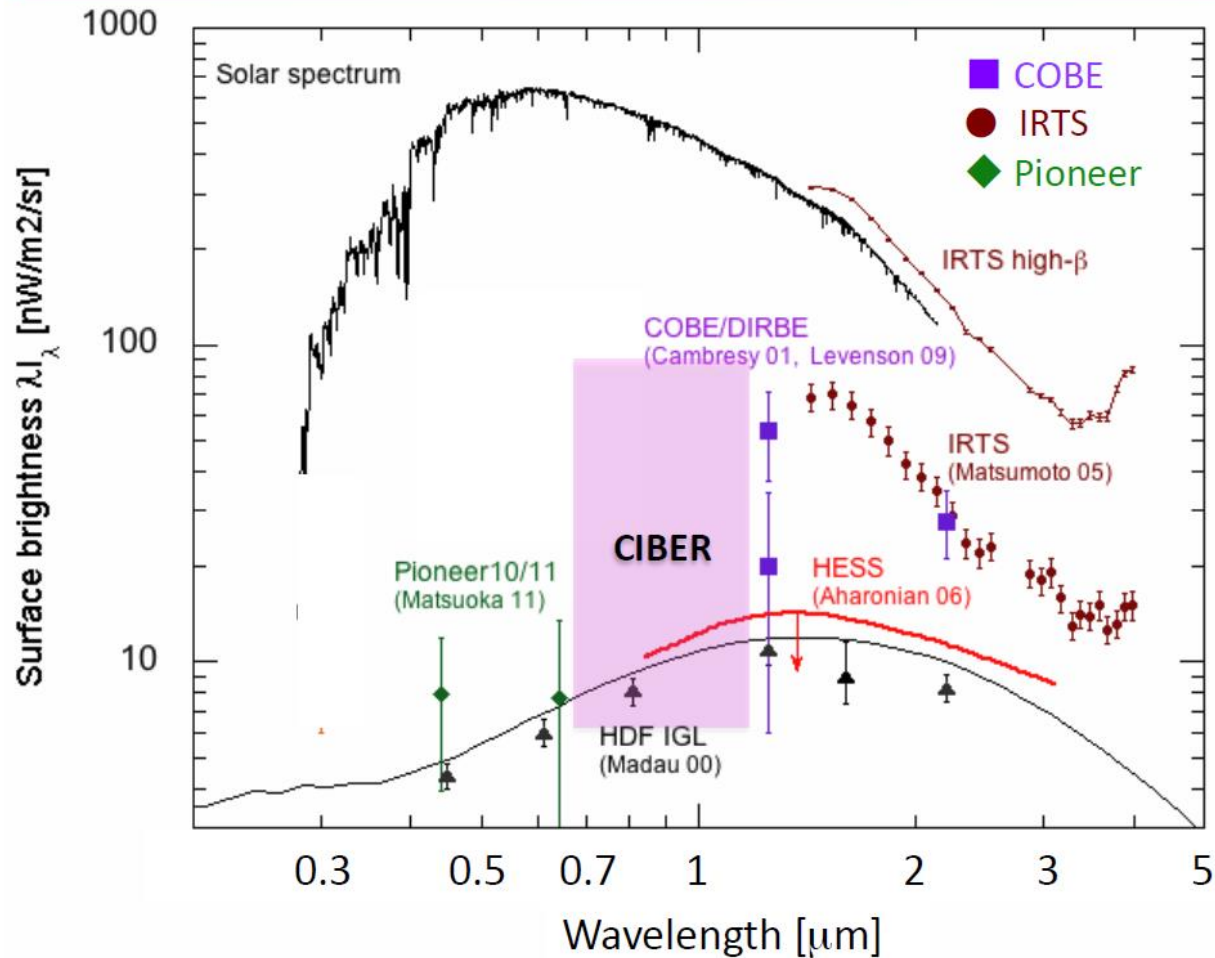 1000
Solar spectrum
COBE
IRTS
Pioneer
IRTS high-β
100
COBE/DIRBE
(Cambresy 01, Levenson 09)
IRTS
(Matsumoto 05)
CIBER
Pioneer10/11
(Matsuoka 11)
HESS
(Aharonian 06)
10
HDF IGL
(Madau 00)
Surface brightness λI_λ [nW/m2/sr]
0.3 0.5 0.7 1 2 3 5
Wavelength [μm]